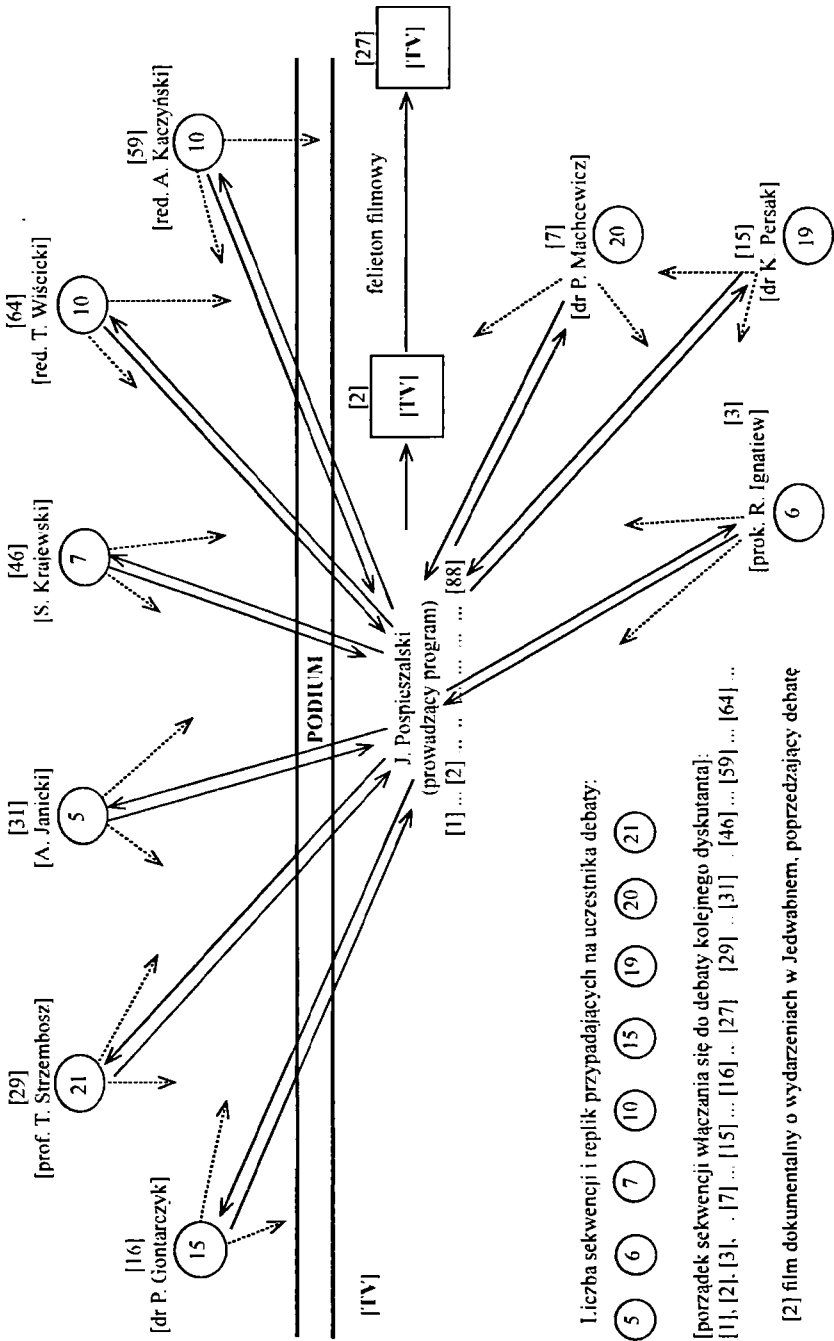 [16]
[dr P. Gontarczyk]
15
[29]
[prof. T. Strzembosz]
21
[31]
[A. Janicki]
5
[46]
[S. Krajewski]
7
[64]
[red. T. Wiścicki]
10
[59]
[red. A. Kaczyński]
10
PODIUM
[TV]
J. Pospieszalski
(prowadzący program)
[1] ... [2] .. .. ... ... ... ... ... [88]
[2]
[TV]
felieton filmowy
[27]
[TV]
[7]
[dr P. Machcewicz]
20
[15]
[dr K. Persak]
19
[3]
[prok. R. Ignatiew]
6
Liczba sekwencji i replik przypadających na uczestnika debaty:
5 6 7 10 15 19 20 21
[porządek sekwencji włączania się do debaty kolejnego dyskutanta]:
[1], [2], [3], . [7] ... [15] ... [16] .. [27] [29] .. [31] . [46] ... [59] ... [64] ..
[2] film dokumentalny o wydarzeniach w Jedwabnem, poprzedzający debatę